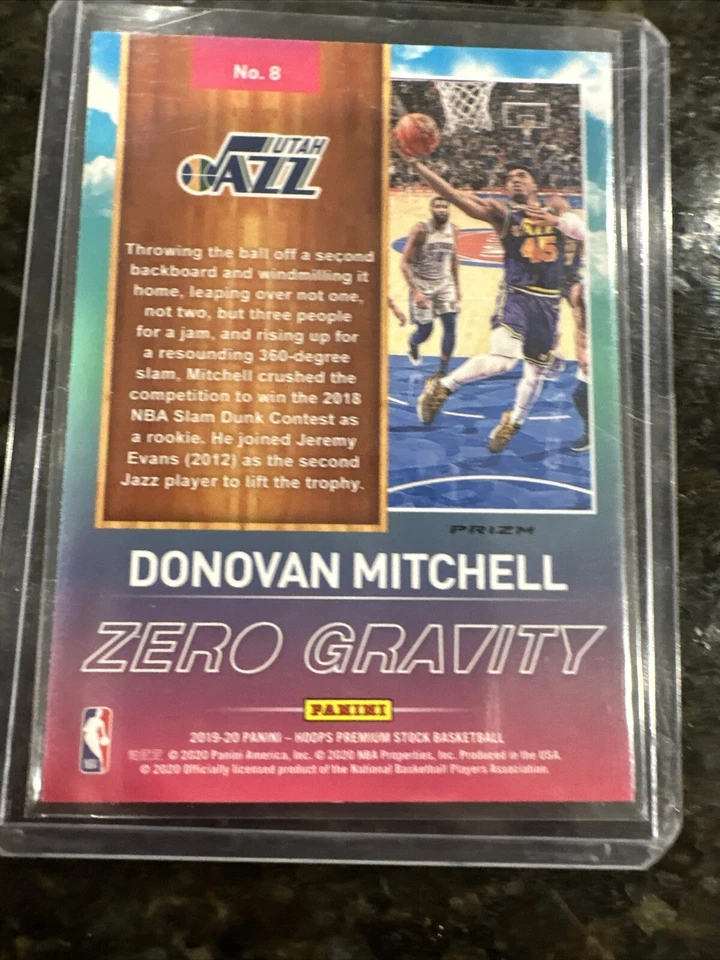 No. 8
UTAH
JAZZ
Throwing the ball off a second
backboard and windmilling it
home, leaping over not one,
not two, but three people
for a jam, and rising up for
a resounding 360-degree
slam, Mitchell crushed the
competition to win the 2018
NBA Slam Dunk Contest as
a rookie. He joined Jeremy
Evans (2012) as the second
Jazz player to lift the trophy.
45
PRIZM
DONOVAN MITCHELL
ZERO GRAVITY
PANINI
2019-20 PANINI – HOOPS PREMIUM STOCK BASKETBALL
© 2020 Panini America, Inc. © 2020 NBA Properties, Inc. Produced in the USA.
© 2020 Officially licensed product of the National Basketball Players Association.